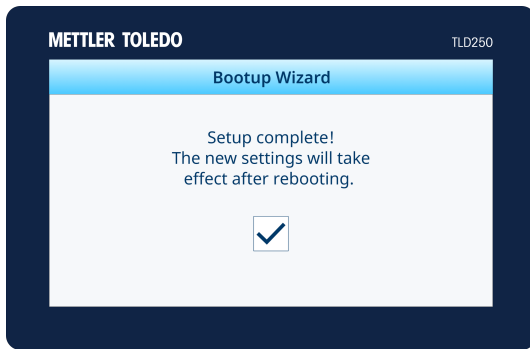 METTLER TOLEDO
TLD250
Bootup Wizard
Setup complete!
The new settings will take
effect after rebooting.